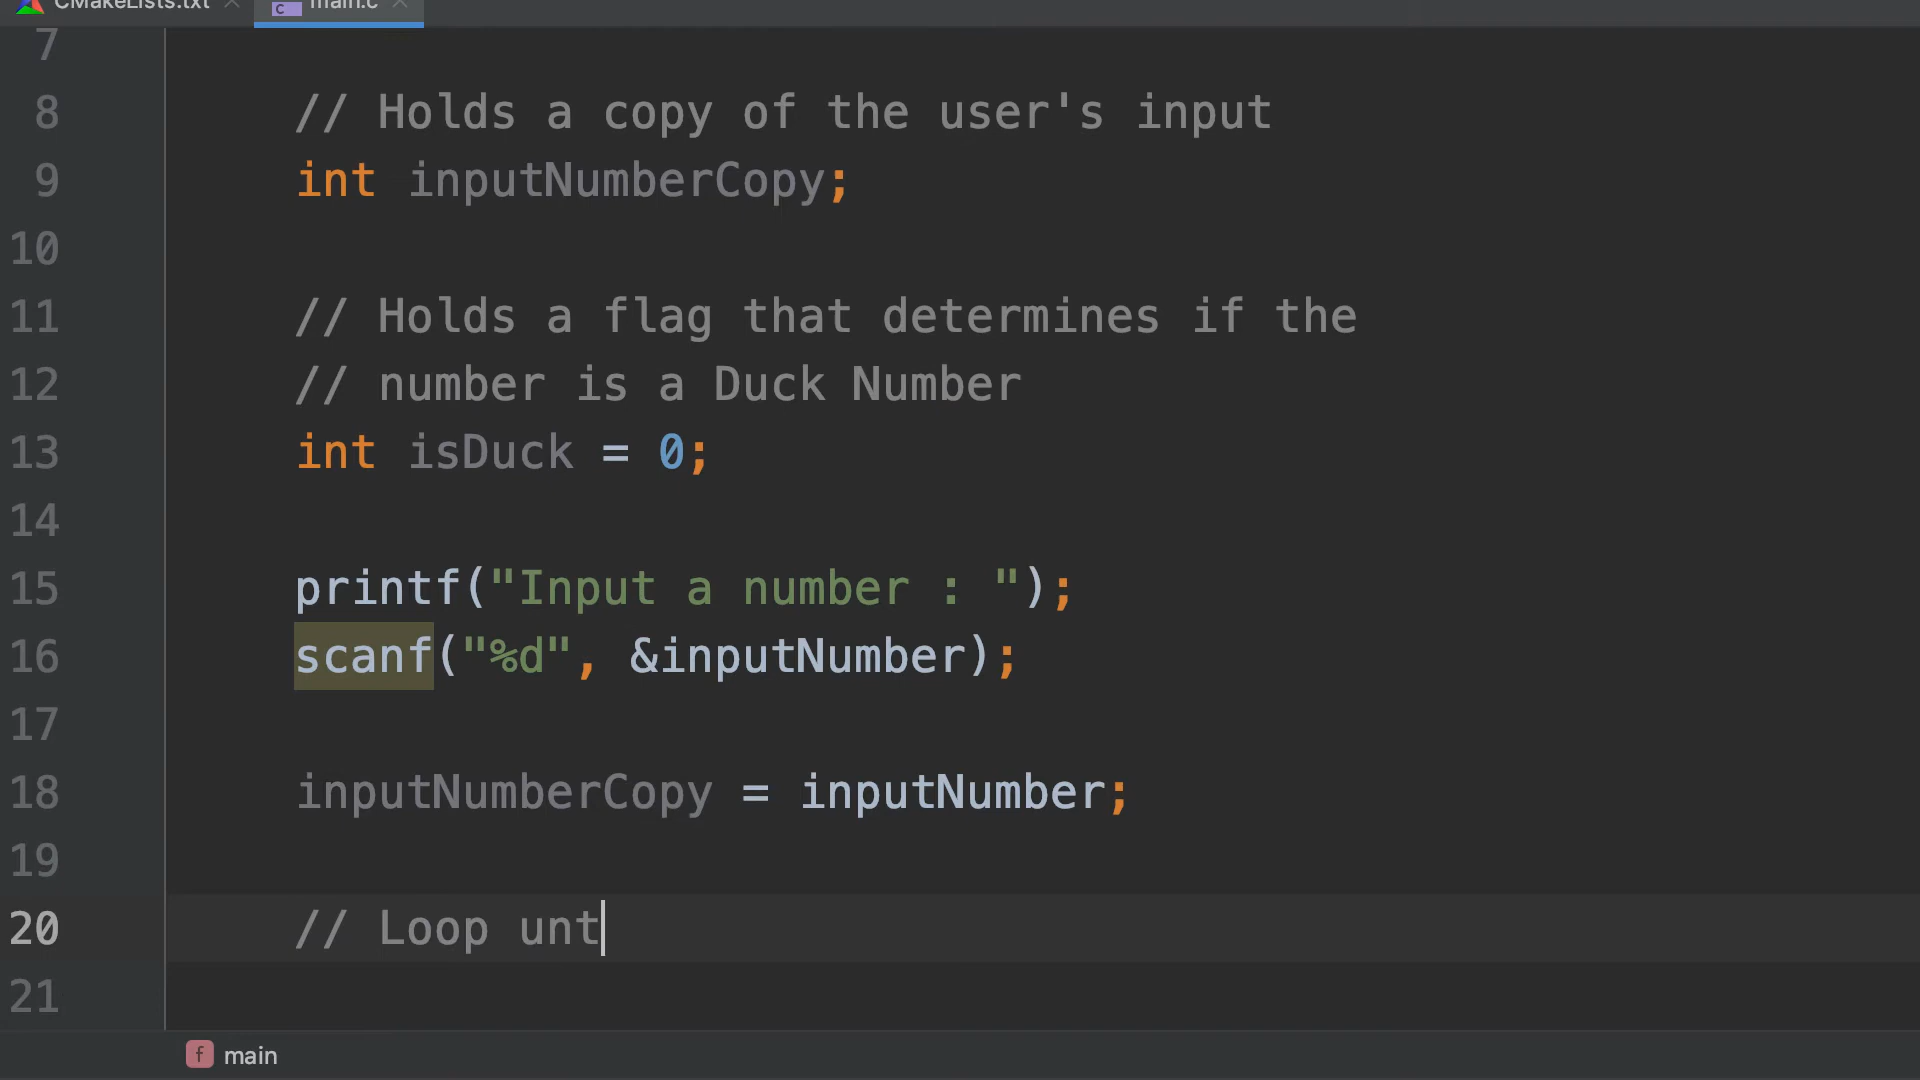 CMakeLists.txt main.c
7
8 // Holds a copy of the user's input
9 int inputNumberCopy;
10
11 // Holds a flag that determines if the
12 // number is a Duck Number
13 int isDuck = 0;
14
15 printf("Input a number : ");
16 scanf("%d", &inputNumber);
17
18 inputNumberCopy = inputNumber;
19
20 // Loop unt
21
f main